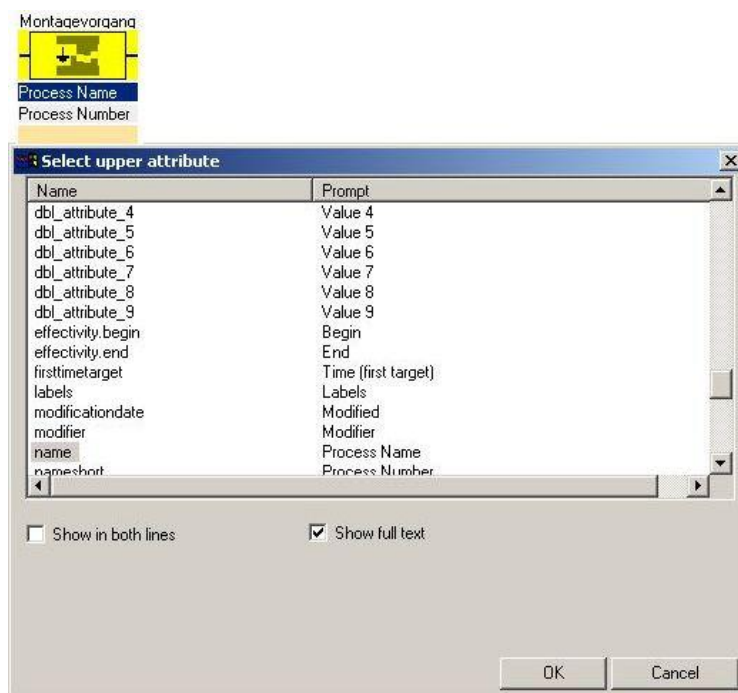 Montagevorgang
Process Name
Process Number
Select upper attribute
Name Prompt
dbl_attribute_4 Value 4
dbl_attribute_5 Value 5
dbl_attribute_6 Value 6
dbl_attribute_7 Value 7
dbl_attribute_8 Value 8
dbl_attribute_9 Value 9
effectivity.begin Begin
effectivity.end End
firsttimetarget Time (first target)
labels Labels
modificationdate Modified
modifier Modifier
name Process Name
nameshort Process Number
Show in both lines Show full text
OK Cancel